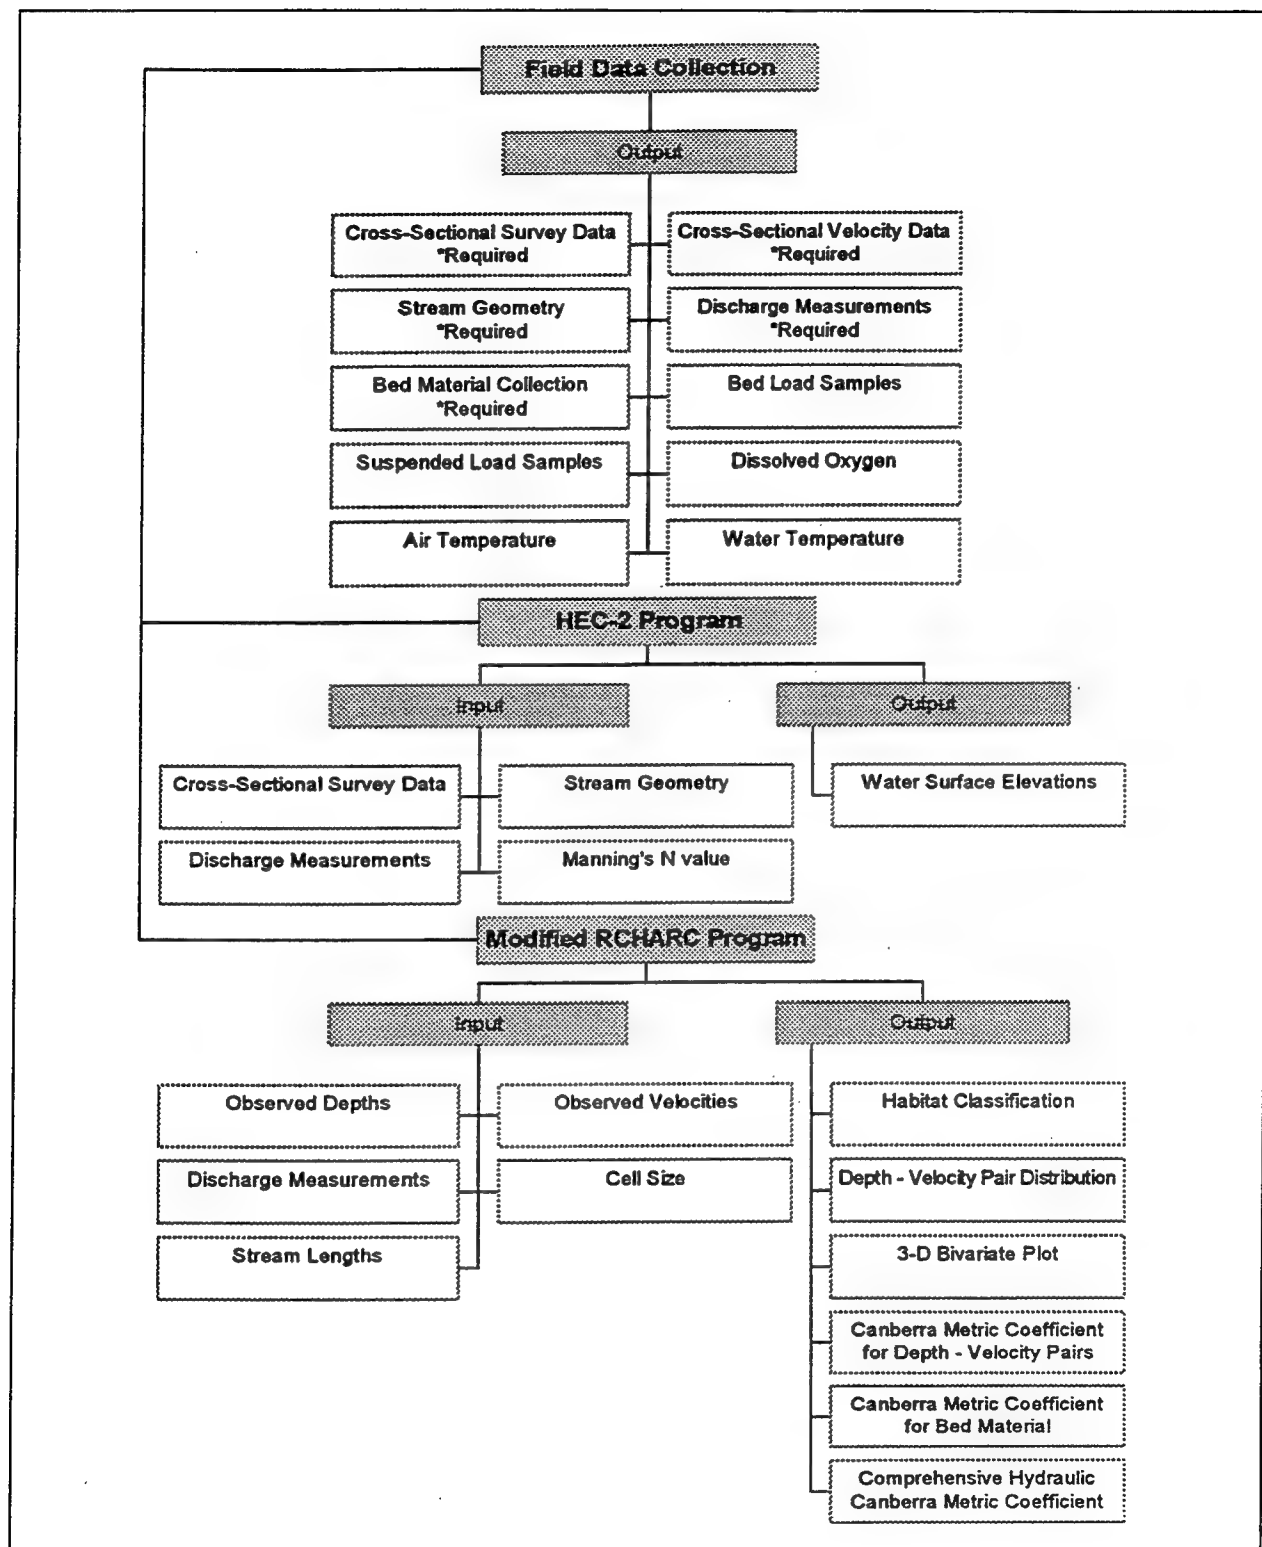 Field Data Collection
Output
Cross-Sectional Survey Data
*Required
Cross-Sectional Velocity Data
*Required
Stream Geometry
*Required
Discharge Measurements
*Required
Bed Material Collection
*Required
Bed Load Samples
Suspended Load Samples
Dissolved Oxygen
Air Temperature
Water Temperature
HEC-2 Program
Input
Output
Cross-Sectional Survey Data
Stream Geometry
Water Surface Elevations
Discharge Measurements
Manning's N value
Modified RCHARC Program
Input
Output
Observed Depths
Observed Velocities
Habitat Classification
Discharge Measurements
Cell Size
Depth - Velocity Pair Distribution
Stream Lengths
3-D Bivariate Plot
Canberra Metric Coefficient
for Depth - Velocity Pairs
Canberra Metric Coefficient
for Bed Material
Comprehensive Hydraulic
Canberra Metric Coefficient